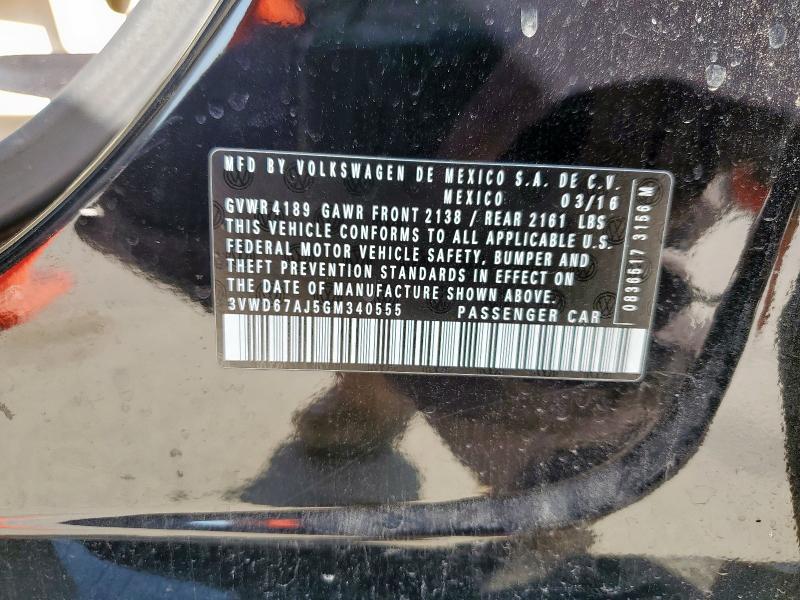 MFD BY VOLKSWAGEN DE MEXICO S.A. DE C.V.
MEXICO 03/16
GVWR 4189 GAWR FRONT 2138 / REAR 2161 LBS
THIS VEHICLE CONFORMS TO ALL APPLICABLE U.S.
FEDERAL MOTOR VEHICLE SAFETY, BUMPER AND
THEFT PREVENTION STANDARDS IN EFFECT ON
THE DATE OF MANUFACTURE SHOWN ABOVE.
3VWD67AJ5GM340555 PASSENGER CAR
0836617 3156 M